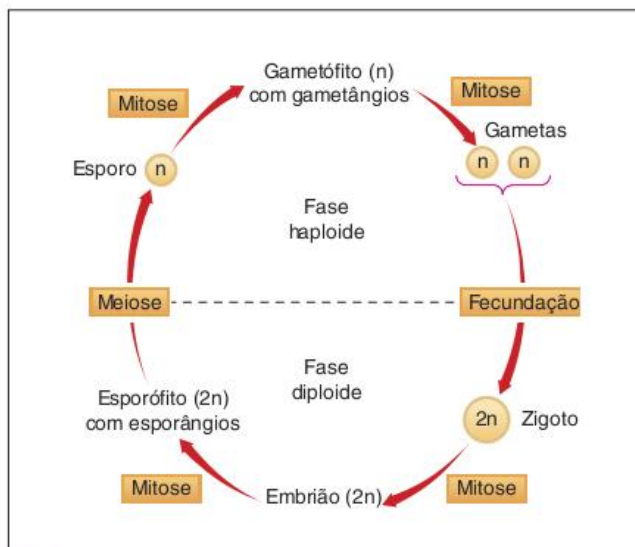 Gametófito (n)
com gametângios
Mitose
Mitose
Gametas
n n
Esporo n
Fase
haploide
Meiose
Fecundação
Fase
diploide
Esporófito (2n)
com esporângios
2n Zigoto
Mitose
Embrião (2n)
Mitose